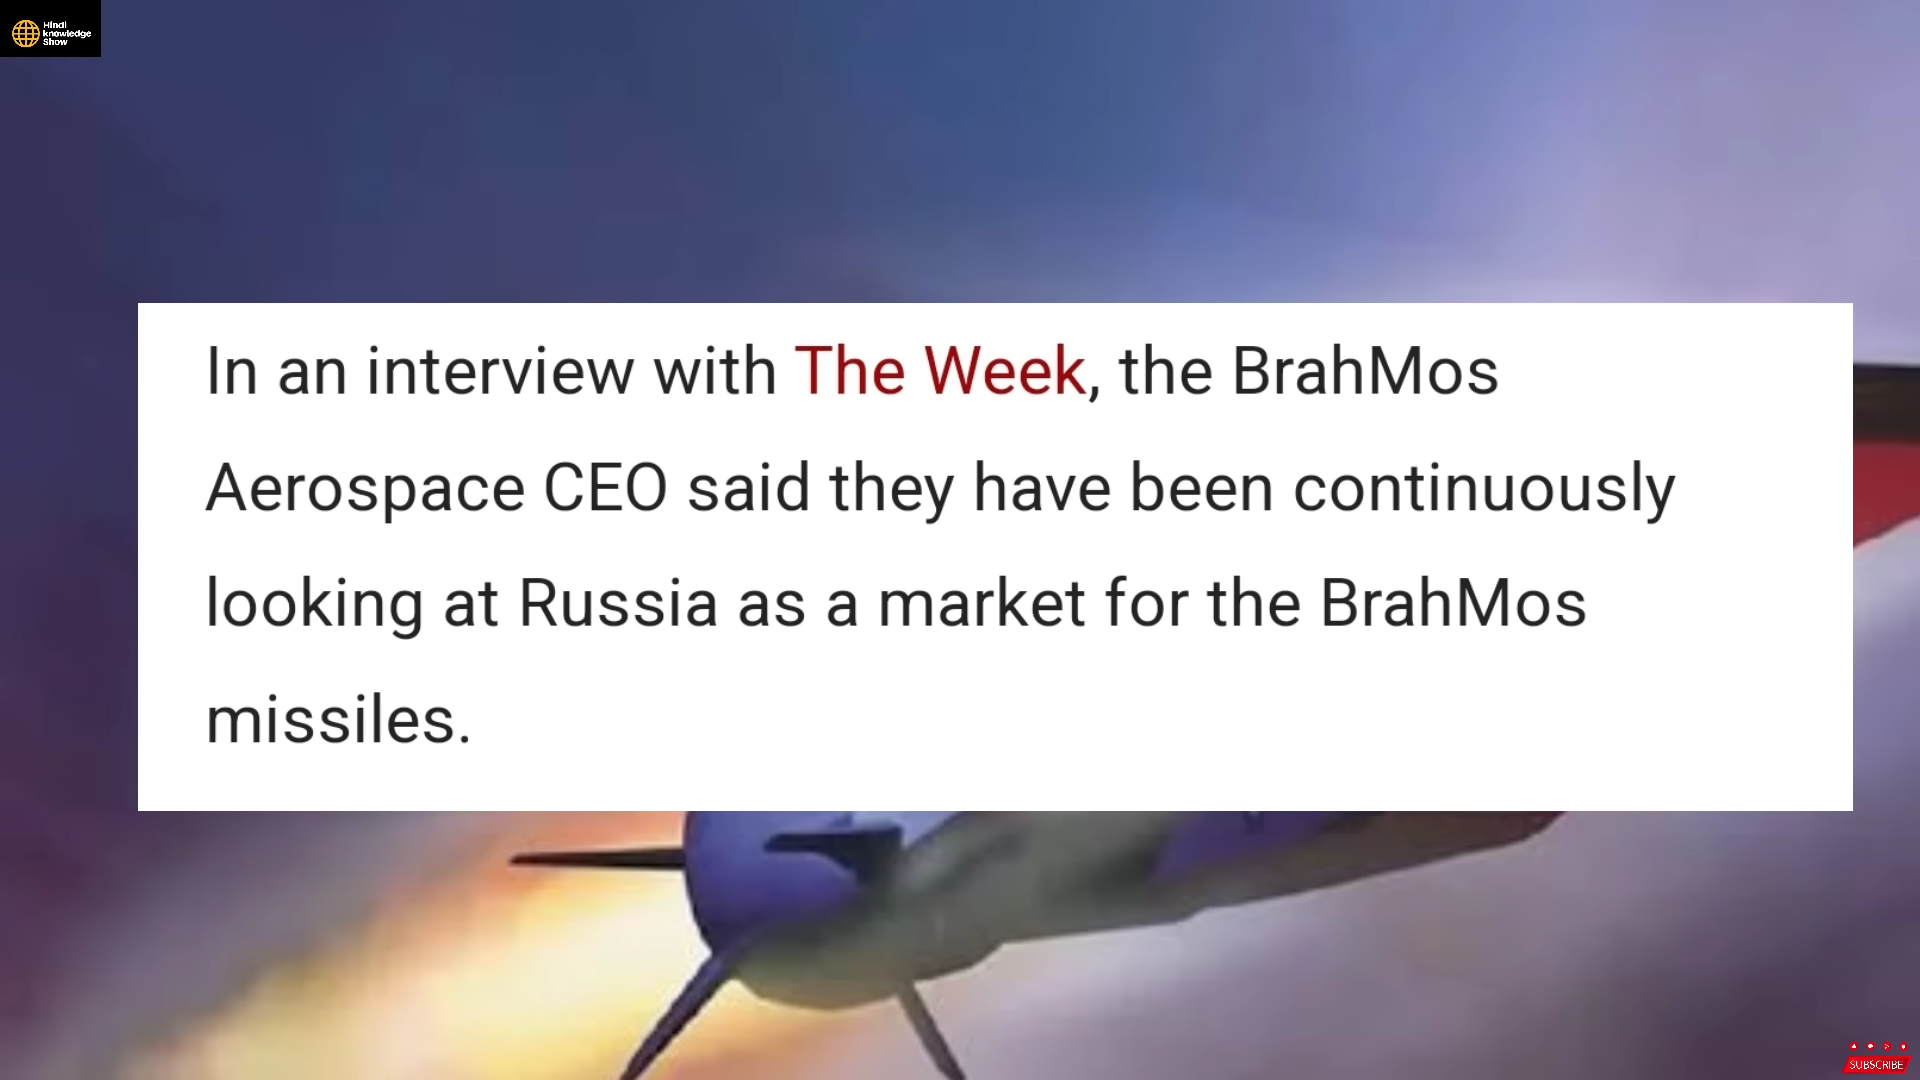 Hindi
knowledge
Show
In an interview with The Week, the BrahMos
Aerospace CEO said they have been continuously
looking at Russia as a market for the BrahMos
missiles.
SUBSCRIBE